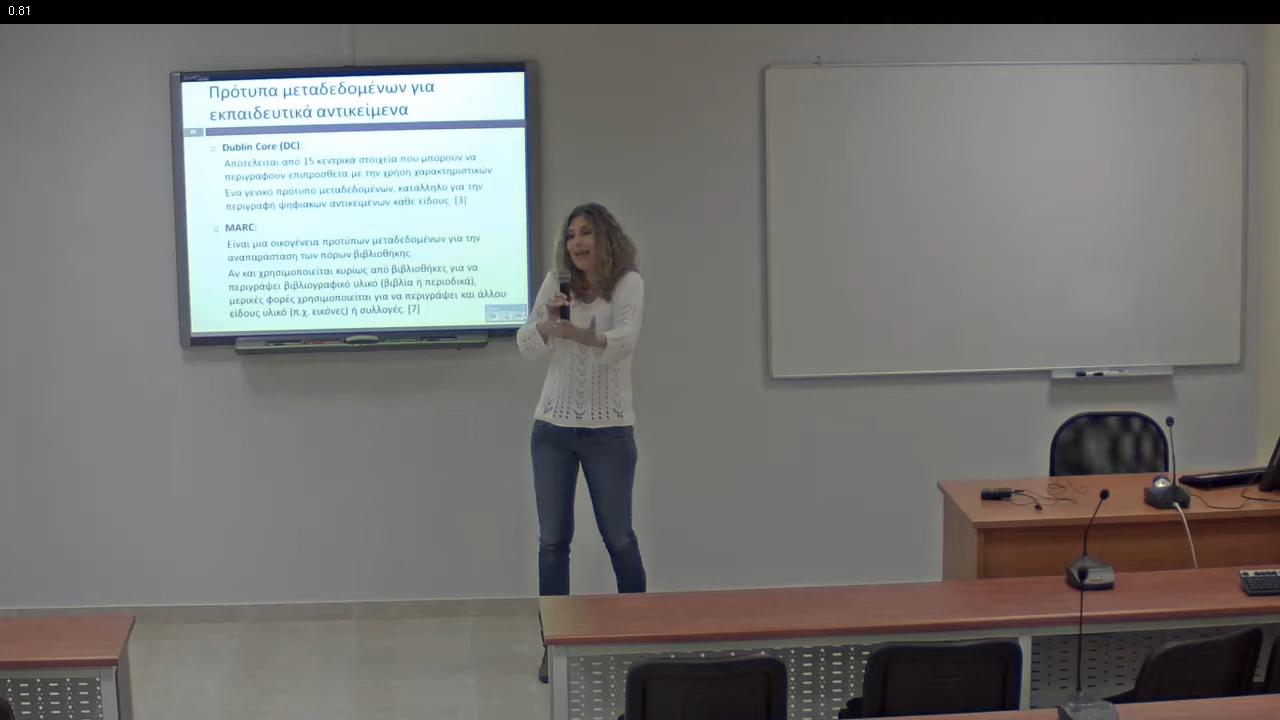 0.81
Πρότυπα μεταδεδομένων για
εκπαιδευτικά αντικείμενα
Dublin Core (DC):
Αποτελείται από 15 κεντρικά στοιχεία που μπορούν να
περιγραφουν επιπρόσθετα με την χρήση χαρακτηριστικών
Ένα γενικό πρότυπο μεταδεδομένων, κατάλληλο για την
περιγραφή ψηφιακων αντικειμένων κάθε είδους. [3]
MARC:
Είναι μια οικογένεια προτύπων μεταδεδομένων για την
αναπαράσταση των πόρων βιβλιοθήκης.
Αν και χρησιμοποιείται κυρίως από βιβλιοθήκες για να
περιγράψει βιβλιογραφικό υλικό (βιβλία ή περιοδικά),
μερικές φορές χρησιμοποιείται για να περιγράψει και άλλου
είδους υλικό (π.χ. εικόνες) ή συλλογές. [7]